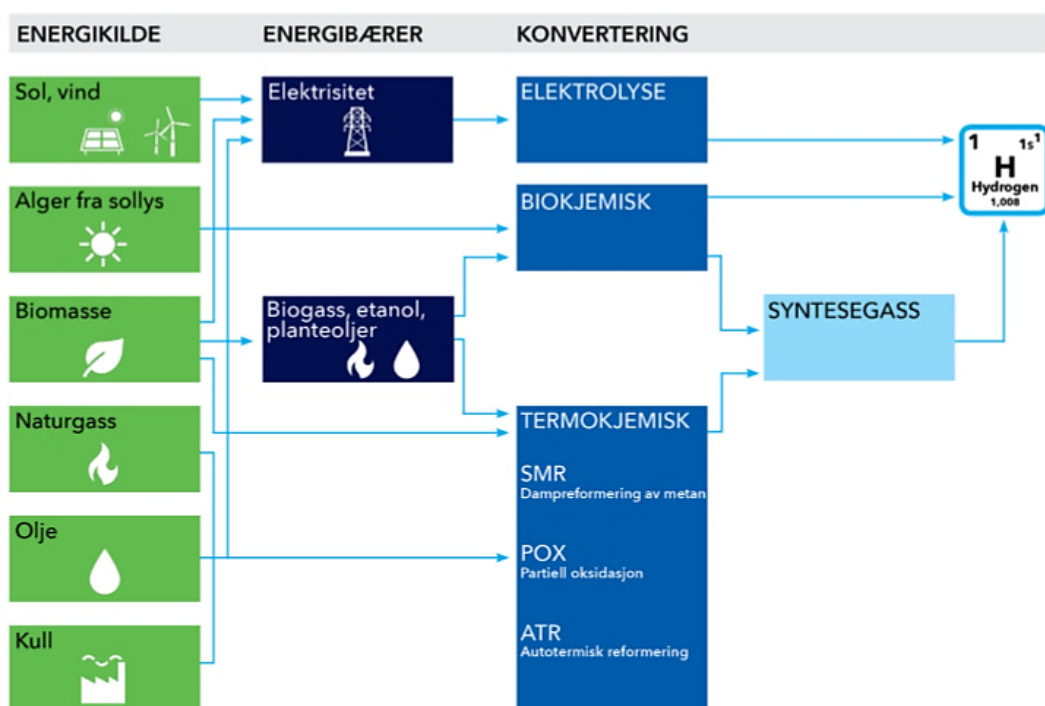 ENERGIKILDE
ENERGIBÆRER
KONVERTERING
Sol, vind
Elektrisitet
ELEKTROLYSE
1
1s¹
H
Hydrogen
1,008
Alger fra sollys
BIOKJEMISK
Biomasse
Biogass, etanol,
planteoljer
SYNTESEGASS
Naturgass
TERMOKJEMISK
SMR
Dampreformering av metan
Olje
POX
Partiell oksidasjon
Kull
ATR
Autotermisk reformering